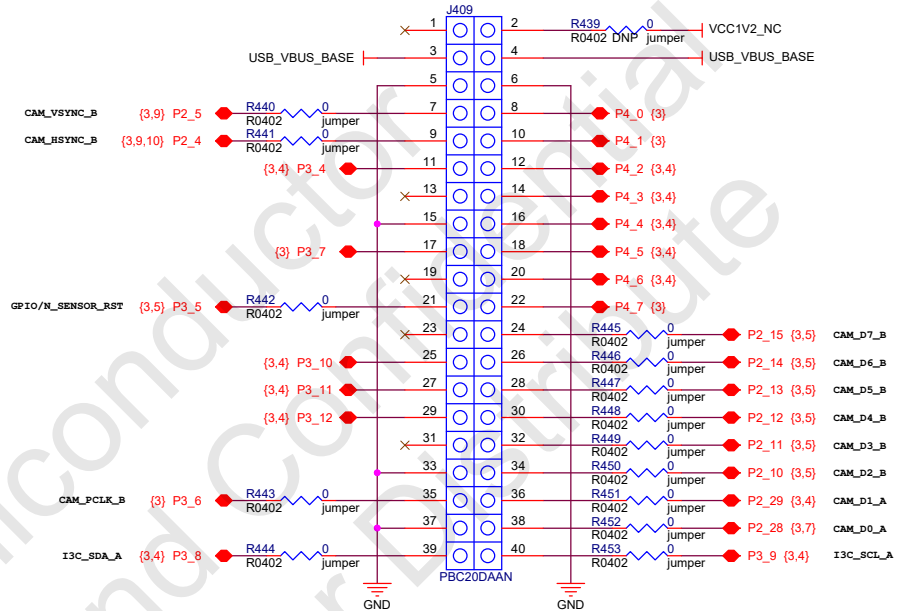 J409
1 2 R439 0 VCC1V2_NC
R0402 DNP jumper
USB_VBUS_BASE 3 4 USB_VBUS_BASE
5 6
CAM_VSYNC_B {3,9} P2_5 R440 0 7 8 P4_0 {3}
R0402 jumper
CAM_HSYNC_B {3,9,10} P2_4 R441 0 9 10 P4_1 {3}
R0402 jumper
{3,4} P3_4 11 12 P4_2 {3,4}
13 14 P4_3 {3,4}
15 16 P4_4 {3,4}
{3} P3_7 17 18 P4_5 {3,4}
19 20 P4_6 {3,4}
GPIO/N_SENSOR_RST {3,5} P3_5 R442 0 21 22 P4_7 {3}
R0402 jumper
23 24 R445 0 P2_15 {3,5} CAM_D7_B
R0402 jumper
{3,4} P3_10 25 26 R446 0 P2_14 {3,5} CAM_D6_B
R0402 jumper
{3,4} P3_11 27 28 R447 0 P2_13 {3,5} CAM_D5_B
R0402 jumper
{3,4} P3_12 29 30 R448 0 P2_12 {3,5} CAM_D4_B
R0402 jumper
31 32 R449 0 P2_11 {3,5} CAM_D3_B
R0402 jumper
33 34 R450 0 P2_10 {3,5} CAM_D2_B
R0402 jumper
CAM_PCLK_B {3} P3_6 R443 0 35 36 R451 0 P2_29 {3,4} CAM_D1_A
R0402 jumper R0402 jumper
37 38 R452 0 P2_28 {3,7} CAM_D0_A
R0402 jumper
I3C_SDA_A {3,4} P3_8 R444 0 39 40 R453 0 P3_9 {3,4} I3C_SCL_A
R0402 jumper R0402 jumper
PBC20DAAN
GND GND
iconductor
nd Confidential
r Distribute